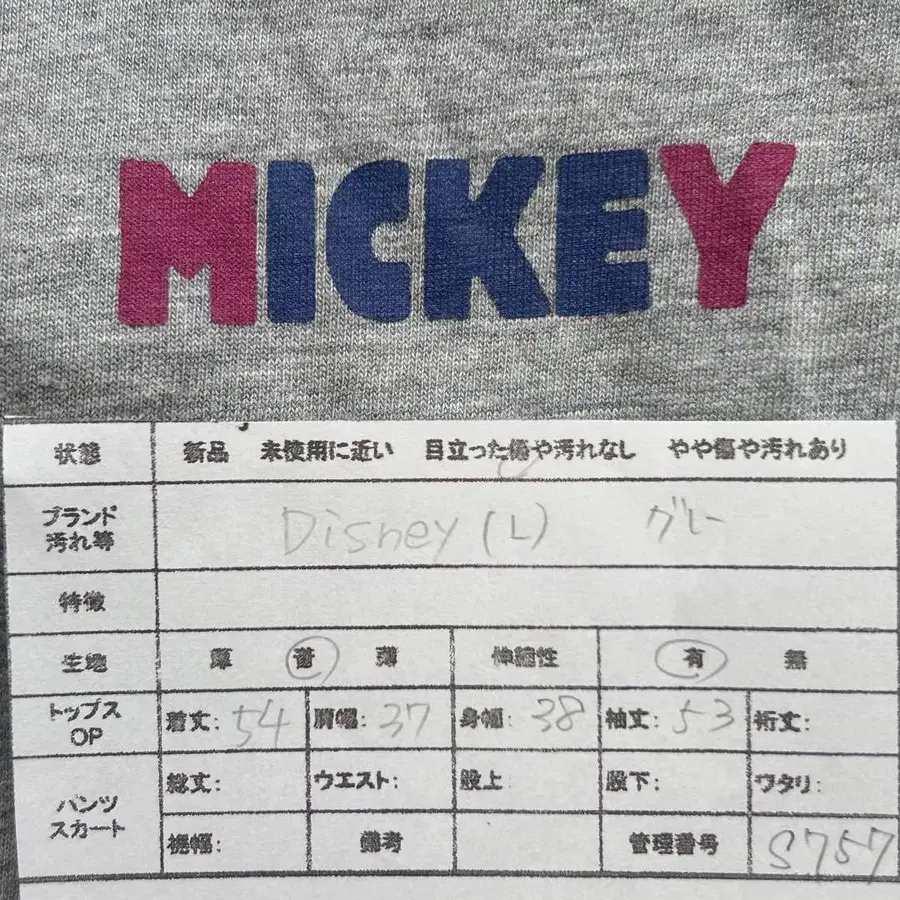 MICKEY
状態 新品 未使用に近い 目立った傷や汚れなし やや傷や汚れあり
ブランド
汚れ等 Disney (L) グレー
特徴
生地 厚 普 薄 伸縮性 有 無
トップス
OP 着丈: 54 肩幅: 37 身幅: 38 袖丈: 53 裄丈:
パンツ
スカート 総丈: ウエスト: 股上 股下: ワタリ:
裾幅: 備考 管理番号 S757